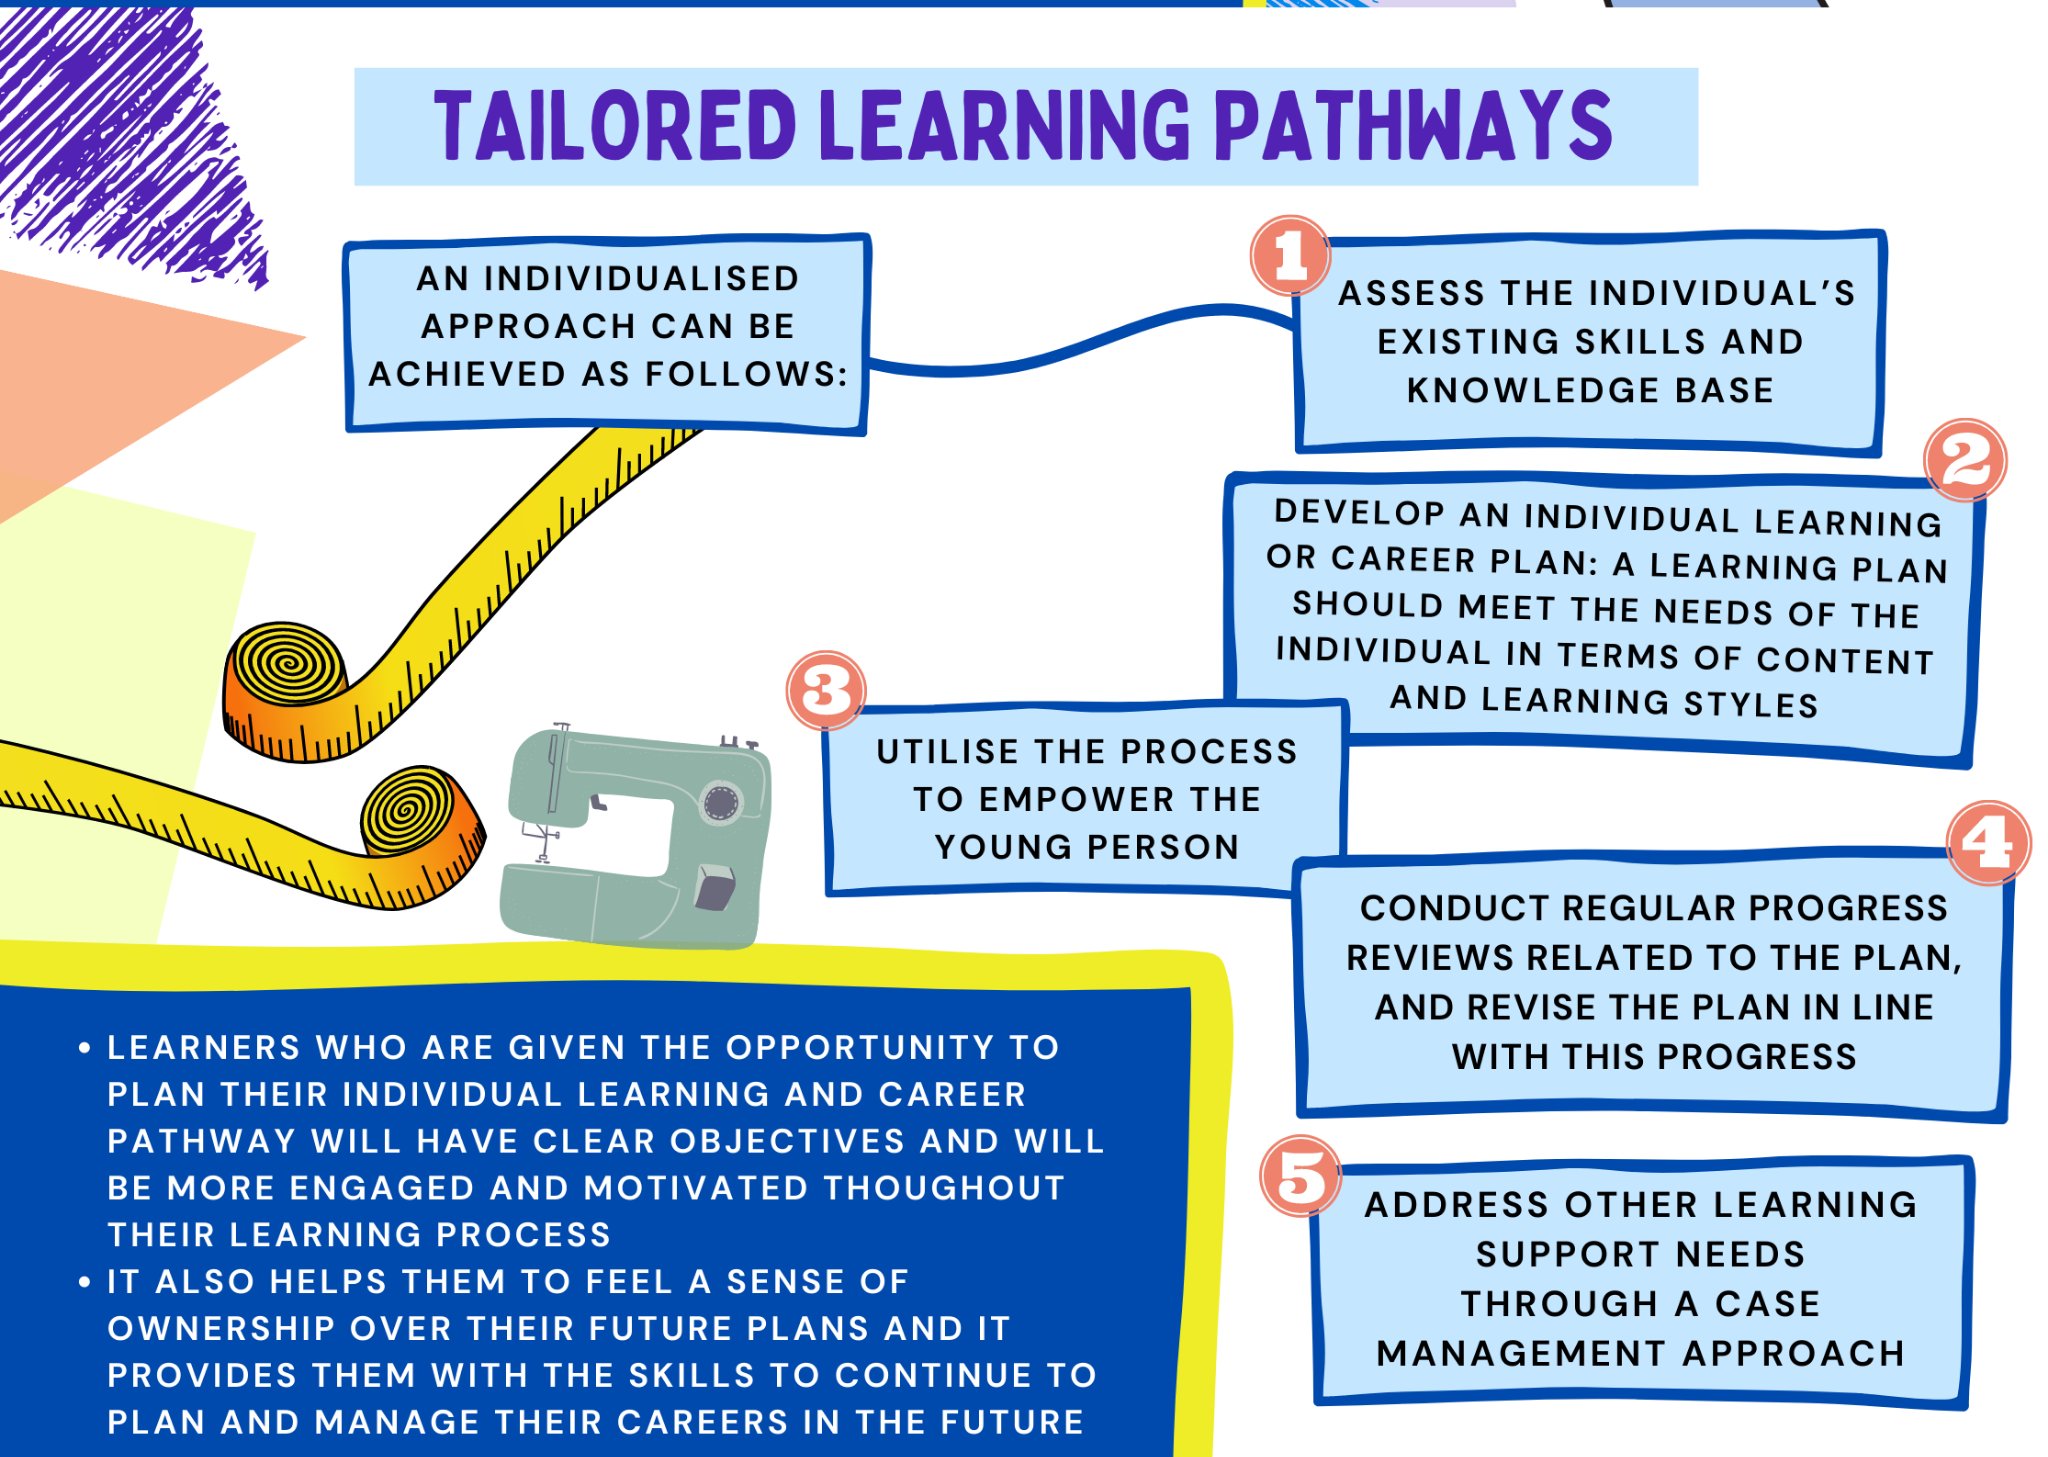 TAILORED LEARNING PATHWAYS
AN INDIVIDUALISED
APPROACH CAN BE
ACHIEVED AS FOLLOWS:
1
ASSESS THE INDIVIDUAL’S
EXISTING SKILLS AND
KNOWLEDGE BASE
2
DEVELOP AN INDIVIDUAL LEARNING
OR CAREER PLAN: A LEARNING PLAN
SHOULD MEET THE NEEDS OF THE
INDIVIDUAL IN TERMS OF CONTENT
AND LEARNING STYLES
3
UTILISE THE PROCESS
TO EMPOWER THE
YOUNG PERSON
4
CONDUCT REGULAR PROGRESS
REVIEWS RELATED TO THE PLAN,
AND REVISE THE PLAN IN LINE
WITH THIS PROGRESS
5
ADDRESS OTHER LEARNING
SUPPORT NEEDS
THROUGH A CASE
MANAGEMENT APPROACH
• LEARNERS WHO ARE GIVEN THE OPPORTUNITY TO
PLAN THEIR INDIVIDUAL LEARNING AND CAREER
PATHWAY WILL HAVE CLEAR OBJECTIVES AND WILL
BE MORE ENGAGED AND MOTIVATED THOUGHOUT
THEIR LEARNING PROCESS
• IT ALSO HELPS THEM TO FEEL A SENSE OF
OWNERSHIP OVER THEIR FUTURE PLANS AND IT
PROVIDES THEM WITH THE SKILLS TO CONTINUE TO
PLAN AND MANAGE THEIR CAREERS IN THE FUTURE